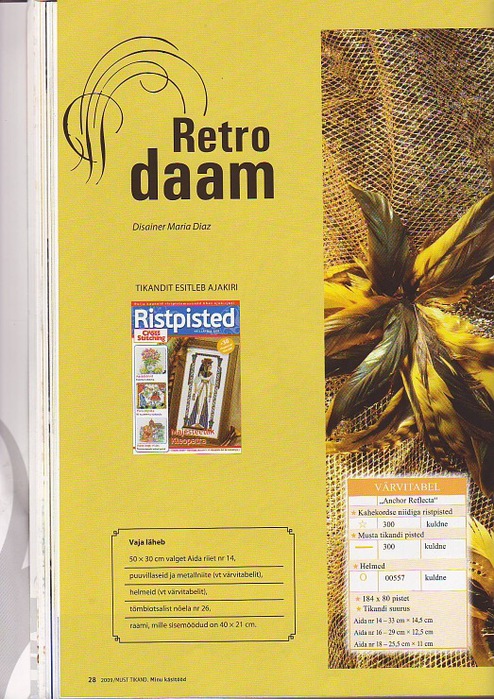 Retro
daam
Disainer Maria Diaz
TIKANDIT ESITLEB AJAKIRI
Ristpisted
Cross
Stitching
Kleopatra
Vaja läheb
50 × 30 cm valget Aida riiet nr 14,
puuvillaseid ja metallniite (vt värvitabelit),
helmeid (vt värvitabelit),
tömbiotsalist nõela nr 26,
raami, mille sisemõõdud on 40 × 21 cm.
VÄRVITABEL
„Anchor Reflecta“
★ Kahekordse niidiga ristpisted
☆ 300 kuldne
★ Musta tikandi pisted
— 300 kuldne
★ Helmed
O 00557 kuldne
★ 184 x 80 pistet
★ Tikandi suurus
Aida nr 14 – 33 cm × 14,5 cm
Aida nr 16 – 29 cm × 12,5 cm
Aida nr 18 – 25,5 cm × 11 cm
28 2009/MUST TIKAND. Minu käsitööd